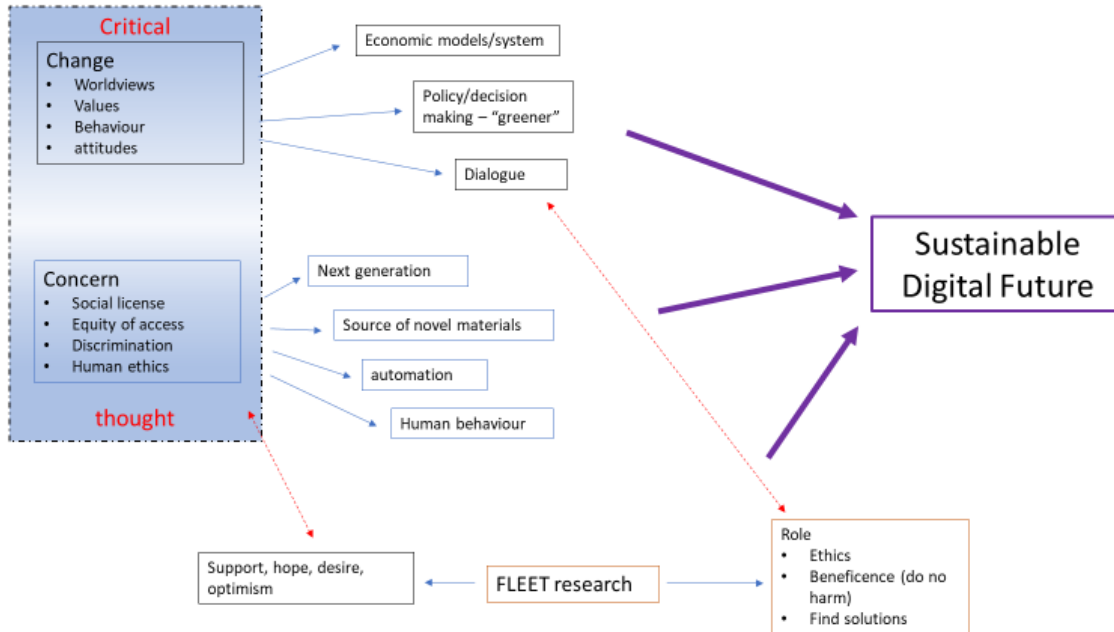 Critical
Change
• Worldviews
• Values
• Behaviour
• attitudes
Concern
• Social license
• Equity of access
• Discrimination
• Human ethics
thought
Economic models/system
Policy/decision
making – “greener”
Dialogue
Next generation
Source of novel materials
automation
Human behaviour
Sustainable
Digital Future
Support, hope, desire,
optimism
FLEET research
Role
• Ethics
• Beneficence (do no
harm)
• Find solutions